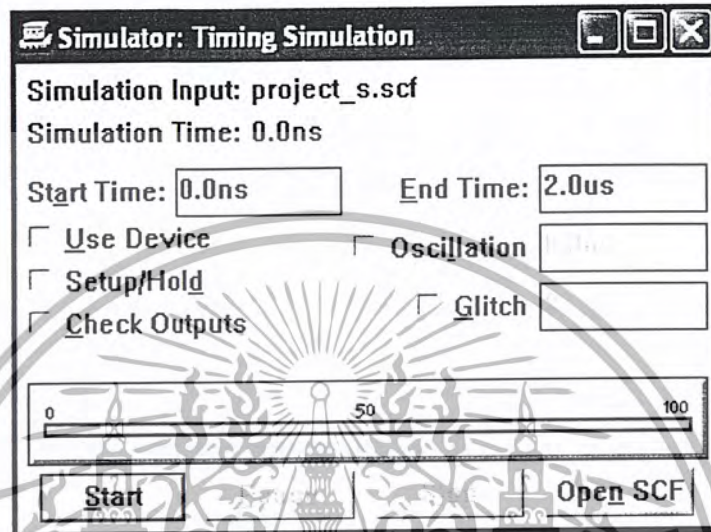 Simulator: Timing Simulation
Simulation Input: project_s.scf
Simulation Time: 0.0ns
Start Time: 0.0ns End Time: 2.0us
Use Device
Oscillation
Setup/Hold
Glitch
Check Outputs
0 50 100
Start Open SCF